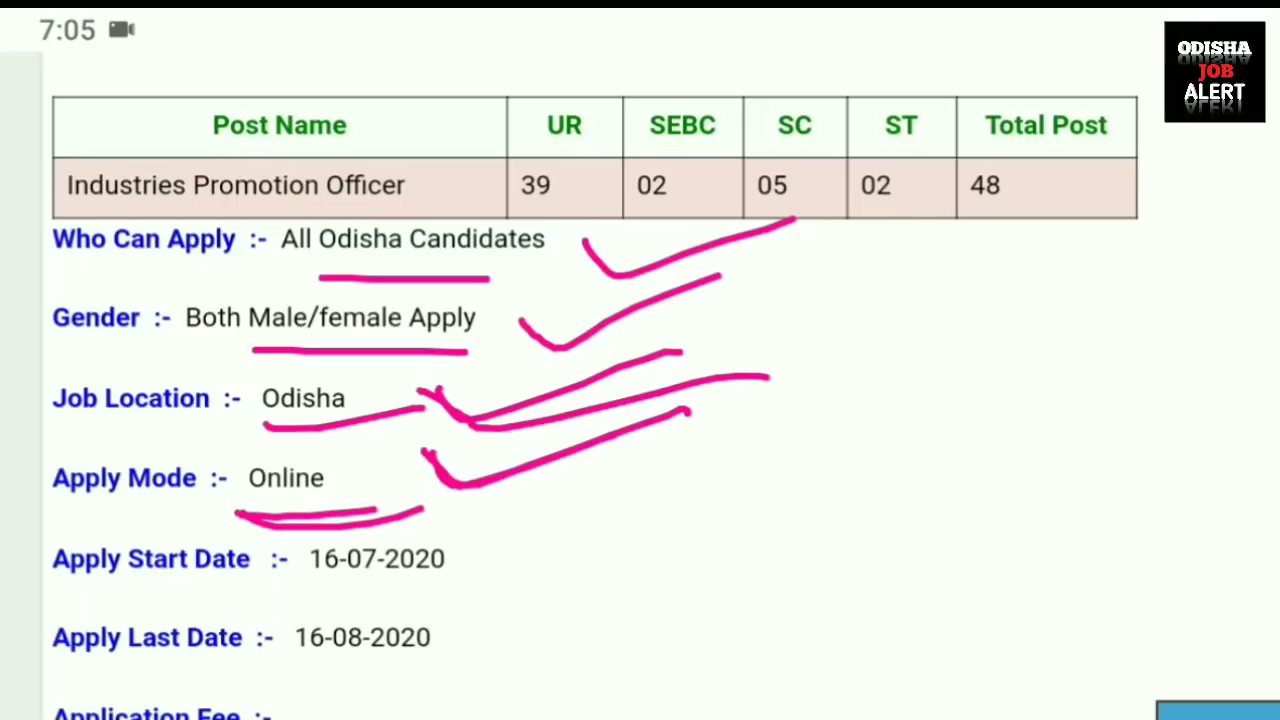 7:05
ODISHA
JOB
ALERT
Post Name UR SEBC SC ST Total Post
Industries Promotion Officer 39 02 05 02 48
Who Can Apply :- All Odisha Candidates
Gender :- Both Male/female Apply
Job Location :- Odisha
Apply Mode :- Online
Apply Start Date :- 16-07-2020
Apply Last Date :- 16-08-2020
Application Fee :-